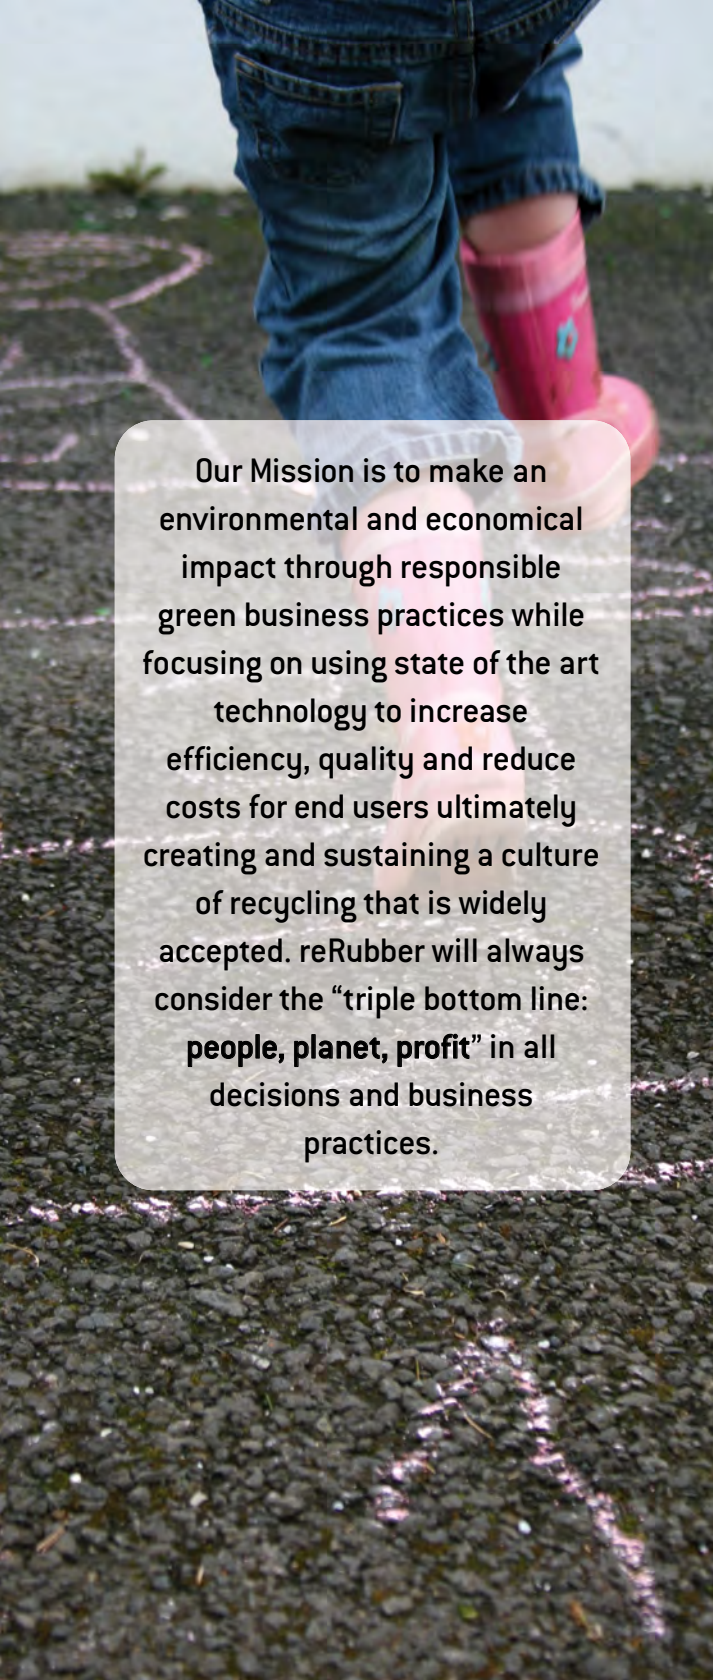 Our Mission is to make an
environmental and economical
impact through responsible
green business practices while
focusing on using state of the art
technology to increase
efficiency, quality and reduce
costs for end users ultimately
creating and sustaining a culture
of recycling that is widely
accepted. reRubber will always
consider the “triple bottom line:
people, planet, profit” in all
decisions and business
practices.